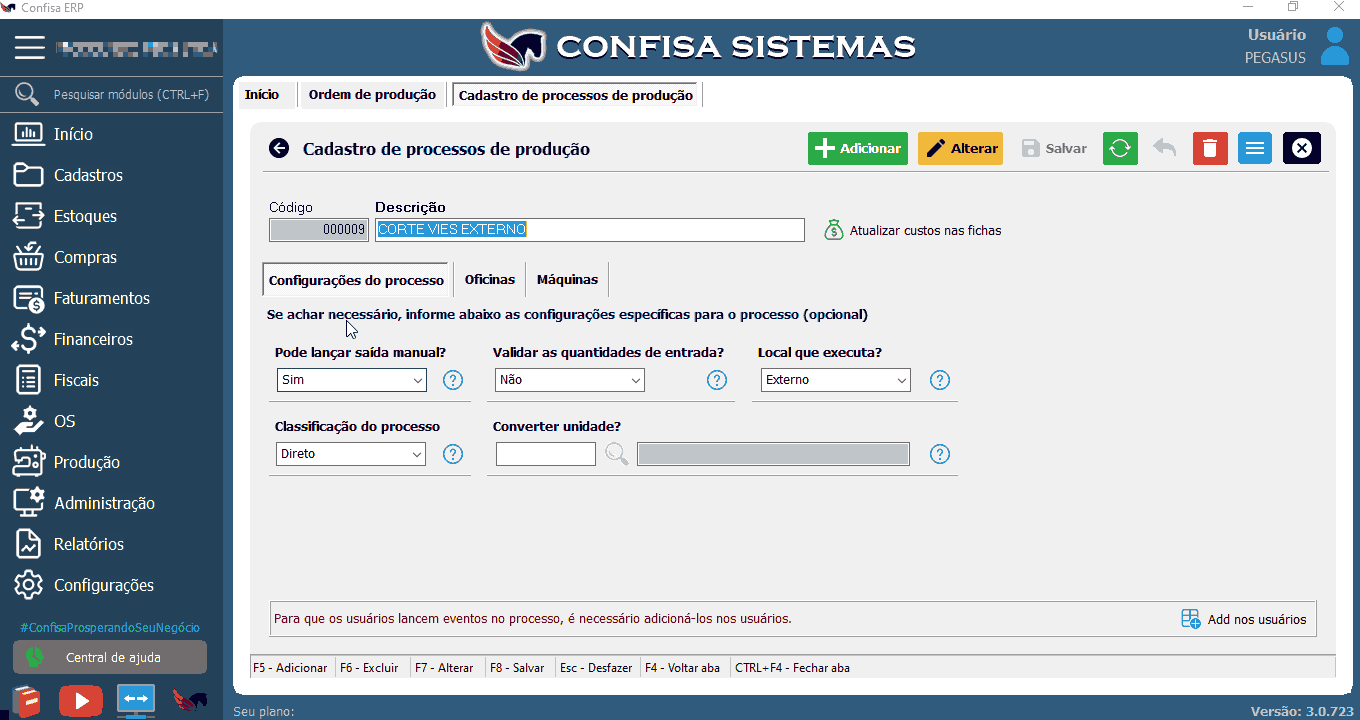 Confisa ERP
CONFISA SISTEMAS
Usuário
PEGASUS
Pesquisar módulos (CTRL+F)
Início
Cadastros
Estoques
Compras
Faturamentos
Financeiros
Fiscais
OS
Produção
Administração
Relatórios
Configurações
#ConfisaProsperandoSeuNegócio
Central de ajuda
Início
Ordem de produção
Cadastro de processos de produção
Cadastro de processos de produção
Adicionar
Alterar
Salvar
Código
Descrição
000009
CORTE VIES EXTERNO
Atualizar custos nas fichas
Configurações do processo
Oficinas
Máquinas
Se achar necessário, informe abaixo as configurações específicas para o processo (opcional)
Pode lançar saída manual?
Validar as quantidades de entrada?
Local que executa?
Sim
Não
Externo
Classificação do processo
Converter unidade?
Direto
Para que os usuários lancem eventos no processo, é necessário adicioná-los nos usuários.
Add nos usuários
F5 - Adicionar
F6 - Excluir
F7 - Alterar
F8 - Salvar
Esc - Desfazer
F4 - Voltar aba
CTRL+F4 - Fechar aba
Seu plano:
Versão: 3.0.723